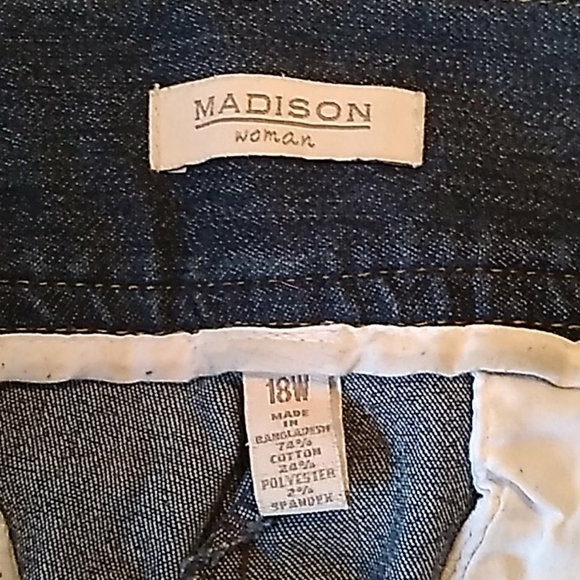 MADISON
woman
18W
MADE
IN
BANGLADESH
74%
COTTON
24%
POLYESTER
2%
SPANDEX